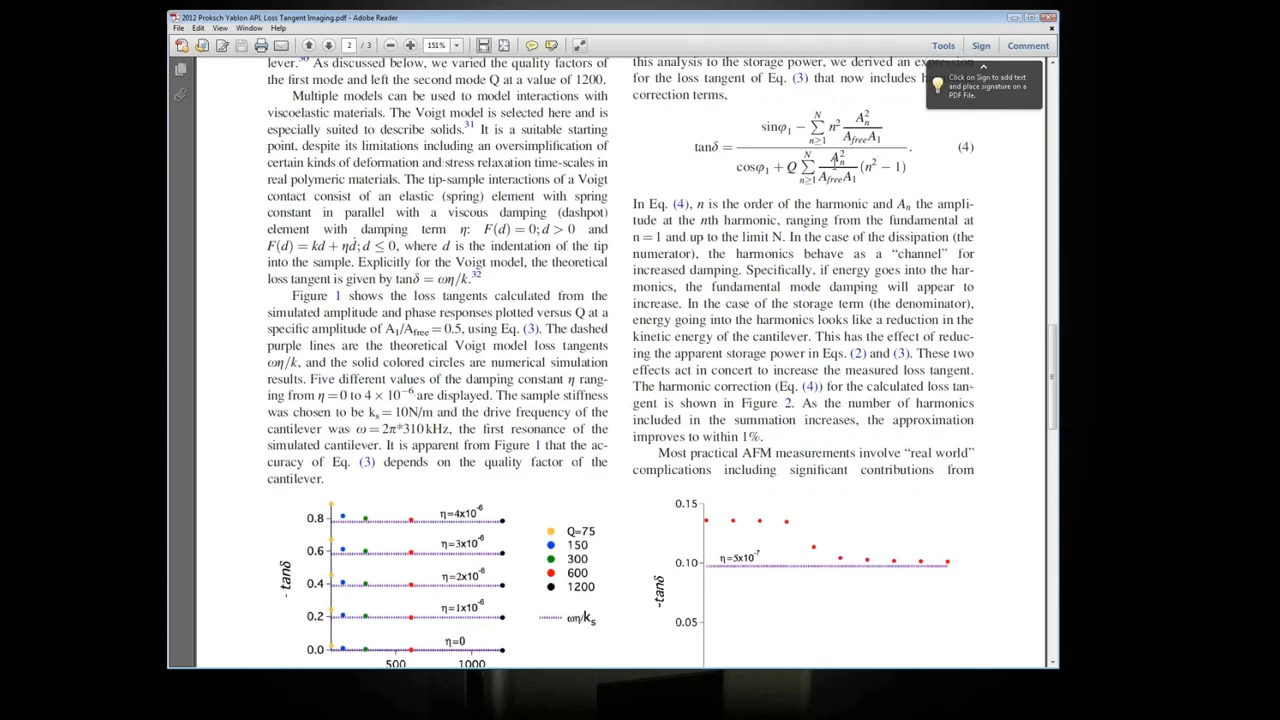 2012 Proksch Yablon APL Loss Tangent Imaging.pdf - Adobe Reader
File Edit View Window Help
2 / 3 151% Tools Sign Comment
Click on Sign to add text
and place signature on a
PDF File.
lever.30 As discussed below, we varied the quality factors of
the first mode and left the second mode Q at a value of 1200.
Multiple models can be used to model interactions with
viscoelastic materials. The Voigt model is selected here and is
especially suited to describe solids.31 It is a suitable starting
point, despite its limitations including an oversimplification of
certain kinds of deformation and stress relaxation time-scales in
real polymeric materials. The tip-sample interactions of a Voigt
contact consist of an elastic (spring) element with spring
constant in parallel with a viscous damping (dashpot)
element with damping term η: F(d) = 0; d > 0 and
F(d) = kd + ηḋ; d ≤ 0, where d is the indentation of the tip
into the sample. Explicitly for the Voigt model, the theoretical
loss tangent is given by tanδ = ωη/k.32
Figure 1 shows the loss tangents calculated from the
simulated amplitude and phase responses plotted versus Q at a
specific amplitude of A1/Afree = 0.5, using Eq. (3). The dashed
purple lines are the theoretical Voigt model loss tangents
ωη/k, and the solid colored circles are numerical simulation
results. Five different values of the damping constant η rang-
ing from η = 0 to 4 × 10−6 are displayed. The sample stiffness
was chosen to be ks = 10N/m and the drive frequency of the
cantilever was ω = 2π*310 kHz, the first resonance of the
simulated cantilever. It is apparent from Figure 1 that the ac-
curacy of Eq. (3) depends on the quality factor of the
cantilever.
0.8
0.6
0.4
0.2
0.0
- tanδ
η=4x10-6
η=3x10-6
η=2x10-6
η=1x10-6
η=0
500 1000
Q=75
150
300
600
1200
ωη/ks
this analysis to the storage power, we derived an expression
for the loss tangent of Eq. (3) that now includes
correction terms,
tanδ = (sinφ1 − Σ(n≥1 to N) n² An²/(Afree A1)) / (cosφ1 + Q Σ(n≥1 to N) An²/(Afree A1) (n² − 1)). (4)
In Eq. (4), n is the order of the harmonic and An the ampli-
tude at the nth harmonic, ranging from the fundamental at
n = 1 and up to the limit N. In the case of the dissipation (the
numerator), the harmonics behave as a “channel” for
increased damping. Specifically, if energy goes into the har-
monics, the fundamental mode damping will appear to
increase. In the case of the storage term (the denominator),
energy going into the harmonics looks like a reduction in the
kinetic energy of the cantilever. This has the effect of reduc-
ing the apparent storage power in Eqs. (2) and (3). These two
effects act in concert to increase the measured loss tangent.
The harmonic correction (Eq. (4)) for the calculated loss tan-
gent is shown in Figure 2. As the number of harmonics
included in the summation increases, the approximation
improves to within 1%.
Most practical AFM measurements involve “real world”
complications including significant contributions from
0.15
0.10
0.05
-tanδ
η=5x10-7